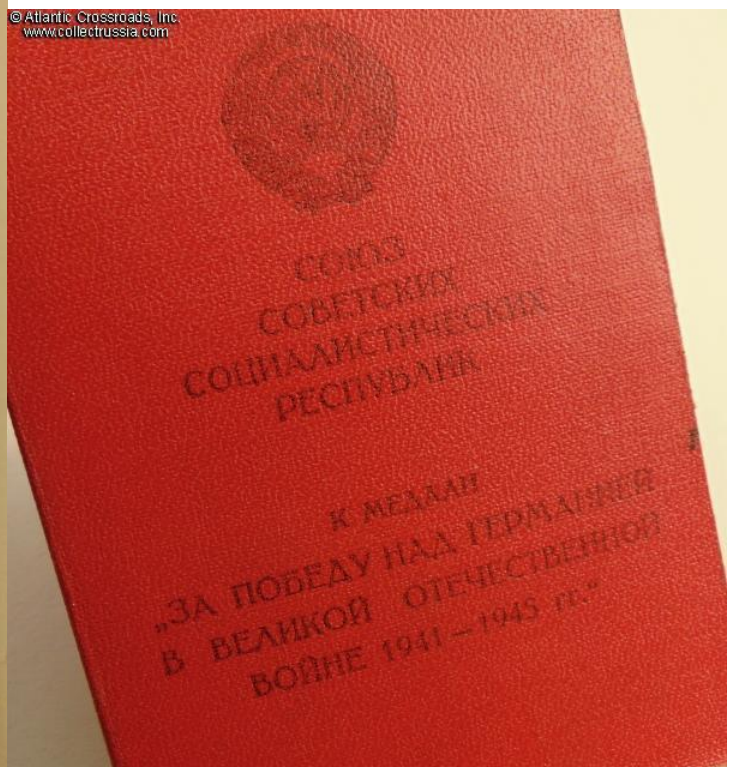 © Atlantic Crossroads, Inc.
www.collectrussia.com
СОЮЗ
СОВЕТСКИХ
СОЦИАЛИСТИЧЕСКИХ
РЕСПУБЛИК
К МЕДАЛИ
„ЗА ПОБЕДУ НАД ГЕРМАНИЕЙ
В ВЕЛИКОЙ ОТЕЧЕСТВЕННОЙ
ВОЙНЕ 1941—1945 гг.“